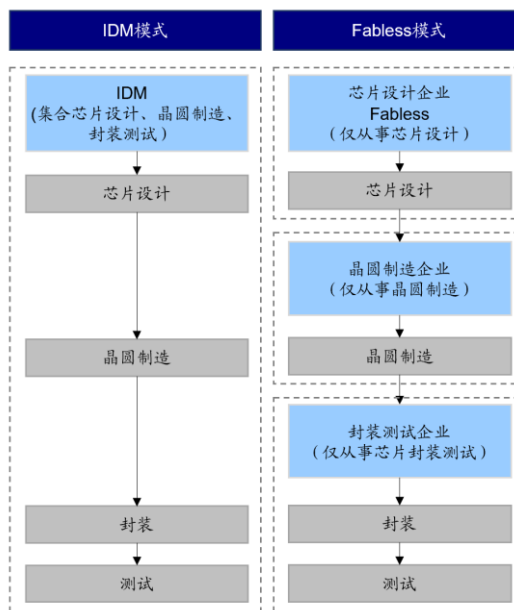 IDM模式
IDM
(集合芯片设计、晶圆制造、
封装测试）
芯片设计
晶圆制造
封装
测试
Fabless模式
芯片设计企业
Fabless
（仅从事芯片设计）
芯片设计
晶圆制造企业
（仅从事晶圆制造）
晶圆制造
封装测试企业
（仅从事芯片封装测试）
封装
测试